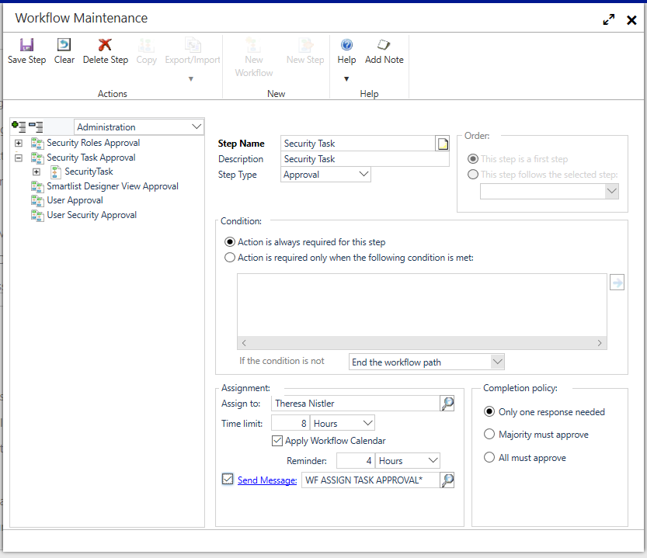 Workflow Maintenance
Save Step Clear Delete Step Copy Export/Import New Workflow New Step Help Add Note
Actions New Help
Administration
Security Roles Approval
Security Task Approval
SecurityTask
Smartlist Designer View Approval
User Approval
User Security Approval
Step Name Security Task
Description Security Task
Step Type Approval
Order:
This step is a first step
This step follows the selected step:
Condition:
Action is always required for this step
Action is required only when the following condition is met:
If the condition is not End the workflow path
Assignment:
Assign to: Theresa Nistler
Time limit: 8 Hours
Apply Workflow Calendar
Reminder: 4 Hours
Send Message: WF ASSIGN TASK APPROVAL*
Completion policy:
Only one response needed
Majority must approve
All must approve